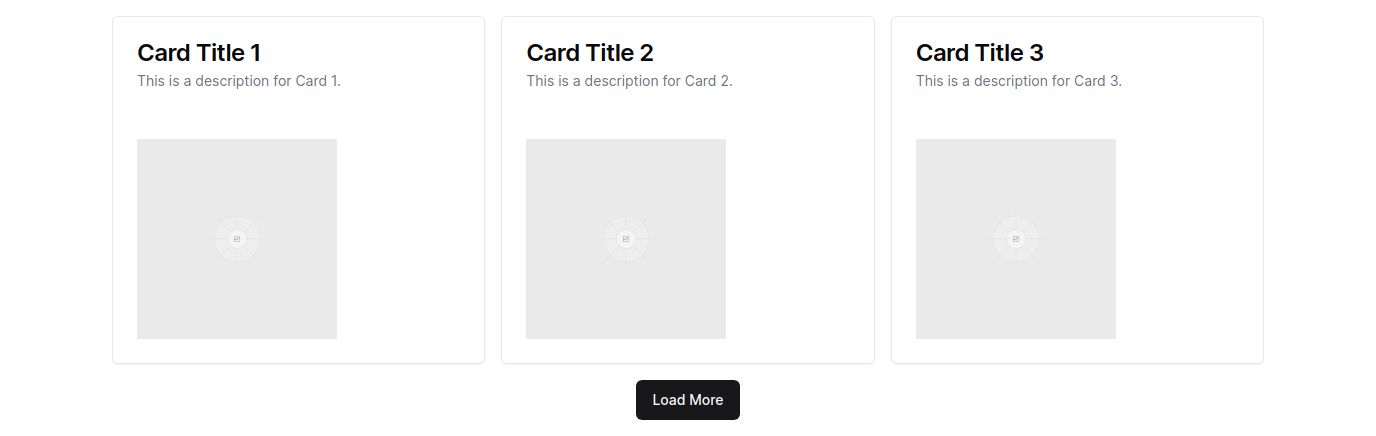 Card Title 1
This is a description for Card 1.
Card Title 2
This is a description for Card 2.
Card Title 3
This is a description for Card 3.
Load More